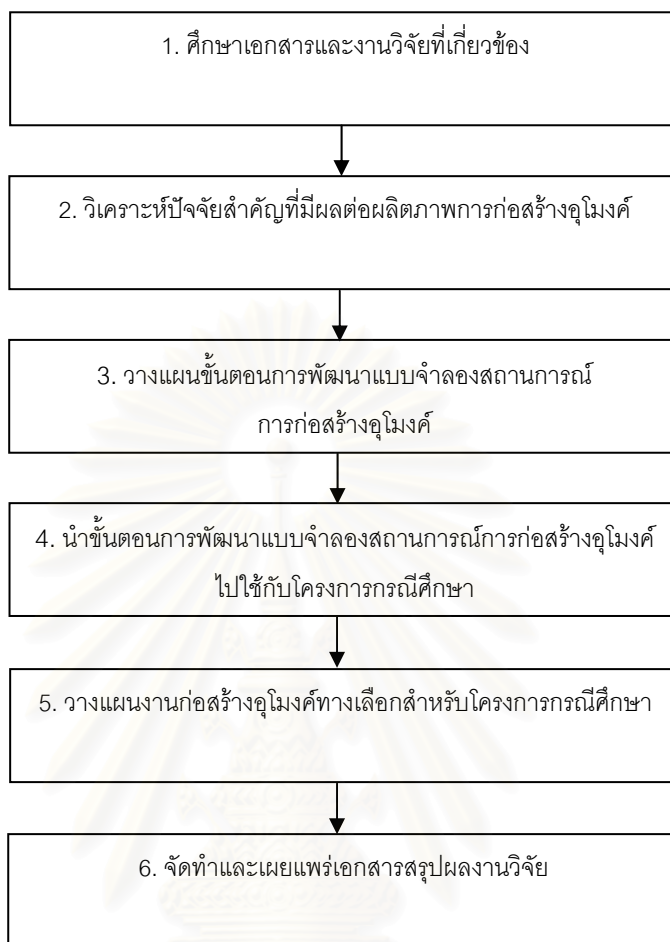 1. ศึกษาเอกสารและงานวิจัยที่เกี่ยวข้อง
2. วิเคราะห์ปัจจัยสำคัญที่มีผลต่อผลิตภาพการก่อสร้างอุโมงค์
3. วางแผนขั้นตอนการพัฒนาแบบจำลองสถานการณ์
การก่อสร้างอุโมงค์
4. นำขั้นตอนการพัฒนาแบบจำลองสถานการณ์การก่อสร้างอุโมงค์
ไปใช้กับโครงการกรณีศึกษา
5. วางแผนงานก่อสร้างอุโมงค์ทางเลือกสำหรับโครงการกรณีศึกษา
6. จัดทำและเผยแพร่เอกสารสรุปผลงานวิจัย